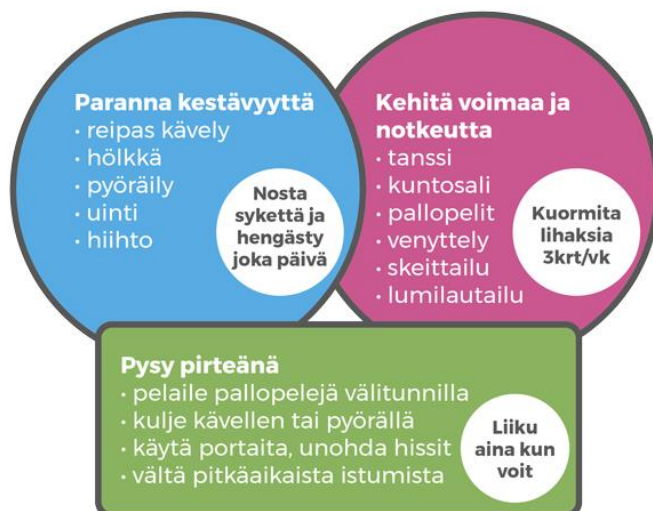 Paranna kestävyyttä
• reipas kävely
• hölkkä
• pyöräily
• uinti
• hiihto
Nosta
sykettä ja
hengästy
joka päivä
Kehitä voimaa ja
notkeutta
• tanssi
• kuntosali
• pallopelit
• venyttely
• skeittailu
• lumilautailu
Kuormita
lihaksia
3krt/vk
Pysy pirteänä
• pelaile pallopelejä välitunnilla
• kulje kävellen tai pyörällä
• käytä portaita, unohda hissit
• vältä pitkäaikaista istumista
Liiku
aina kun
voit